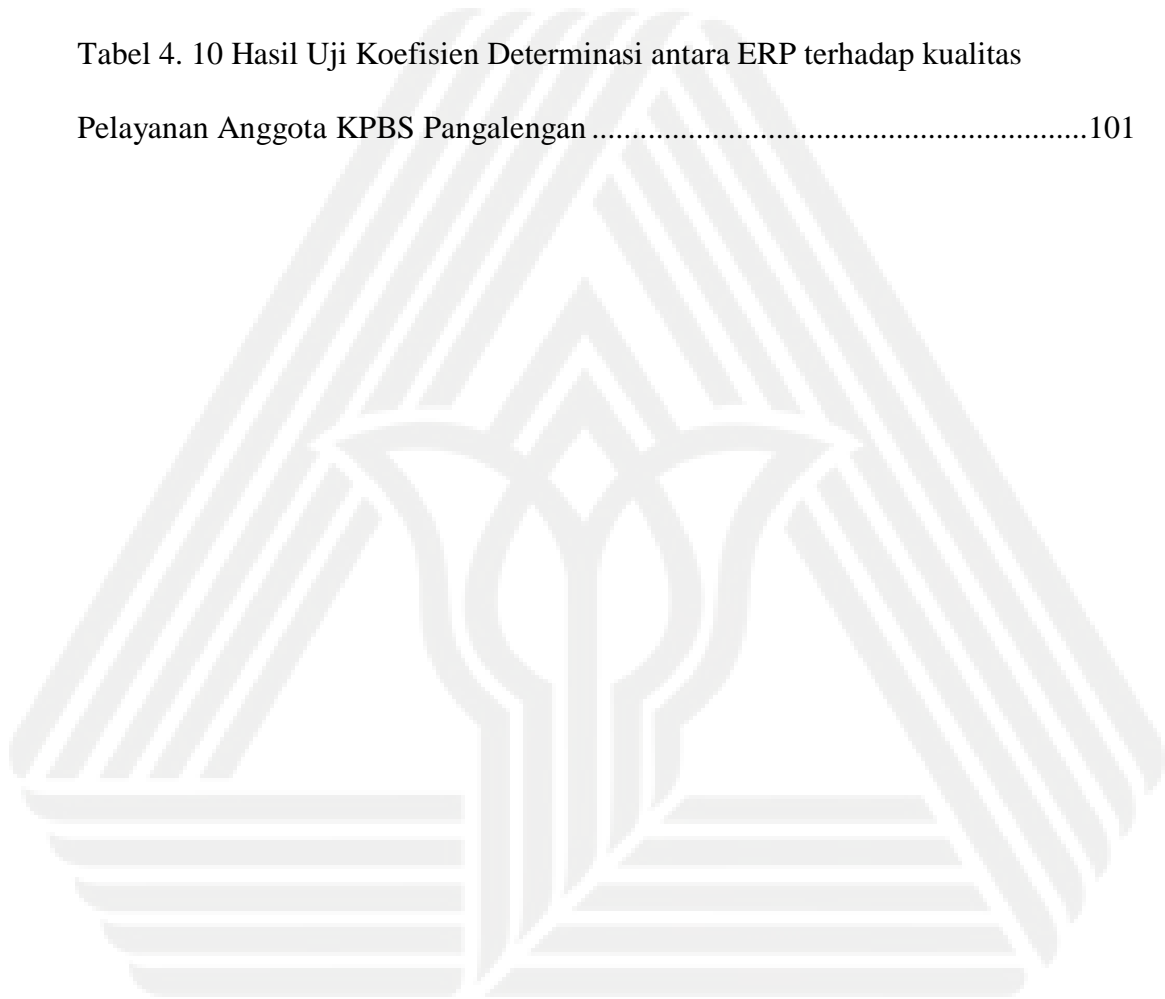 Tabel 4. 10 Hasil Uji Koefisien Determinasi antara ERP terhadap kualitas
Pelayanan Anggota KPBS Pangalengan ..........................................................101